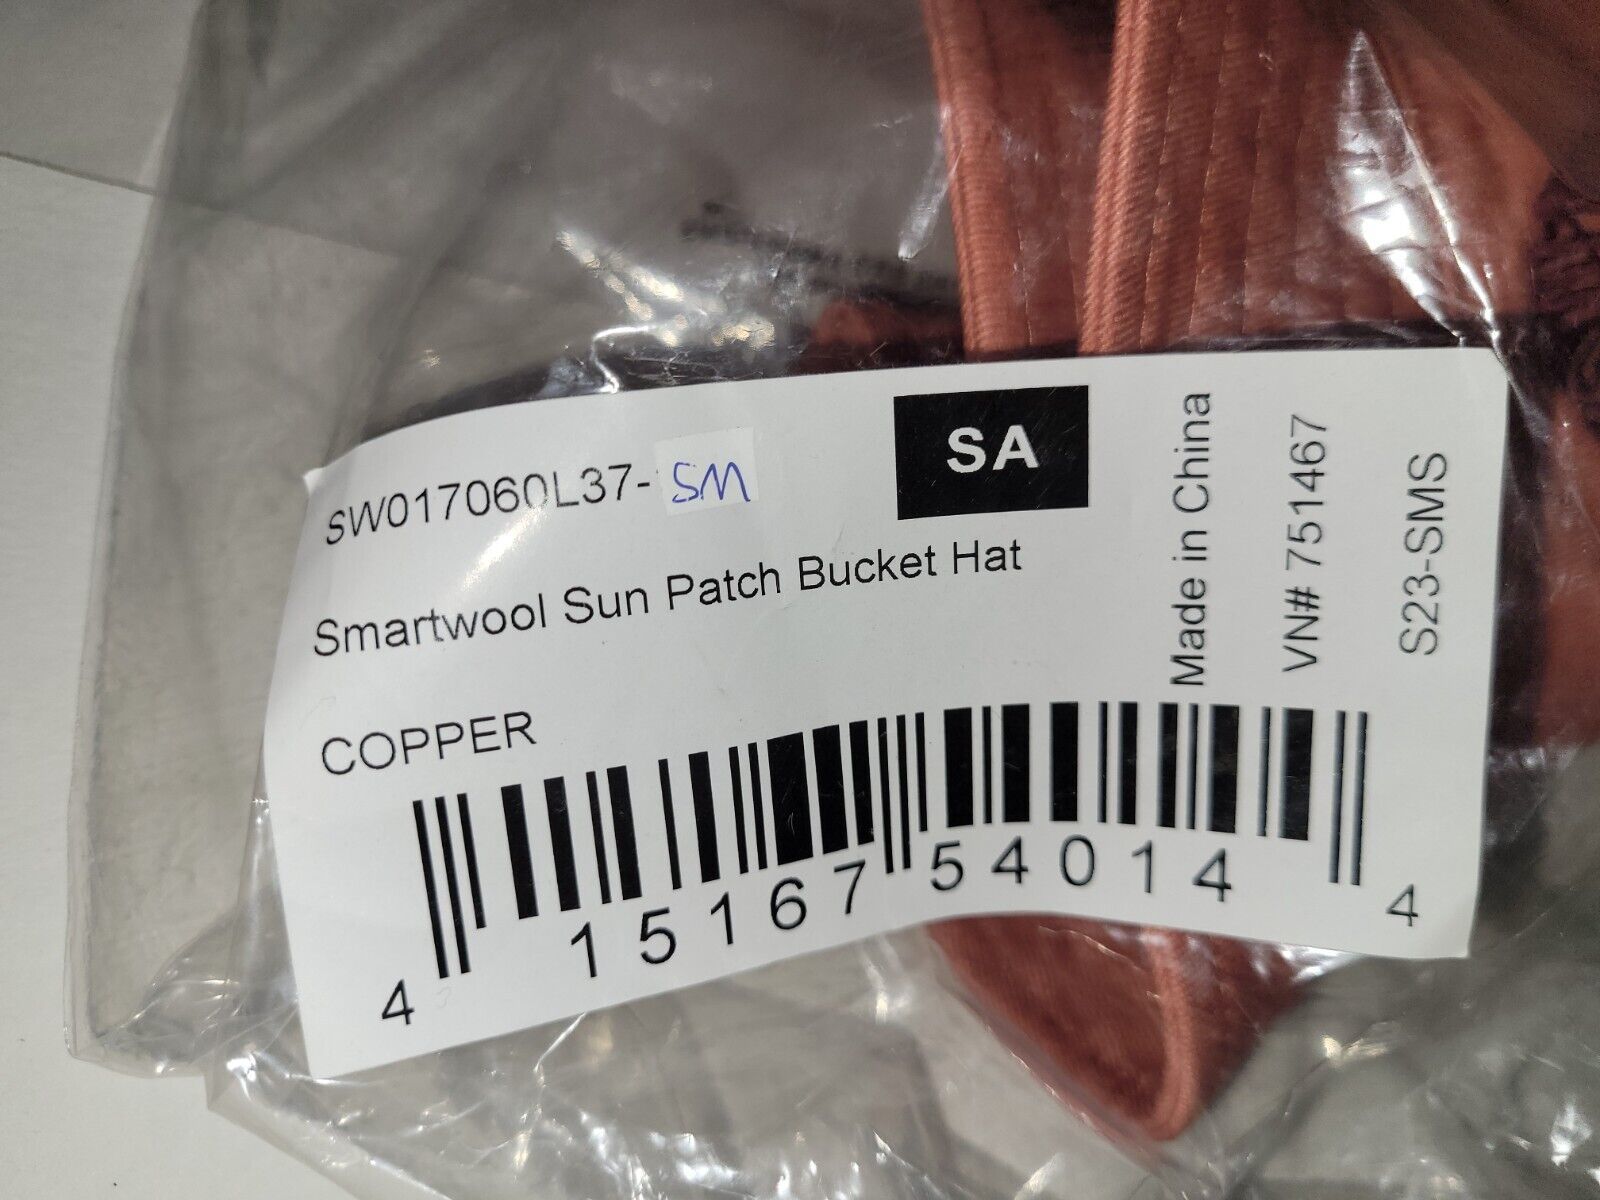 SW017060L37-SM
SA
Smartwool Sun Patch Bucket Hat
COPPER
Made in China
VN# 751467
S23-SMS
4 15167 54014 4